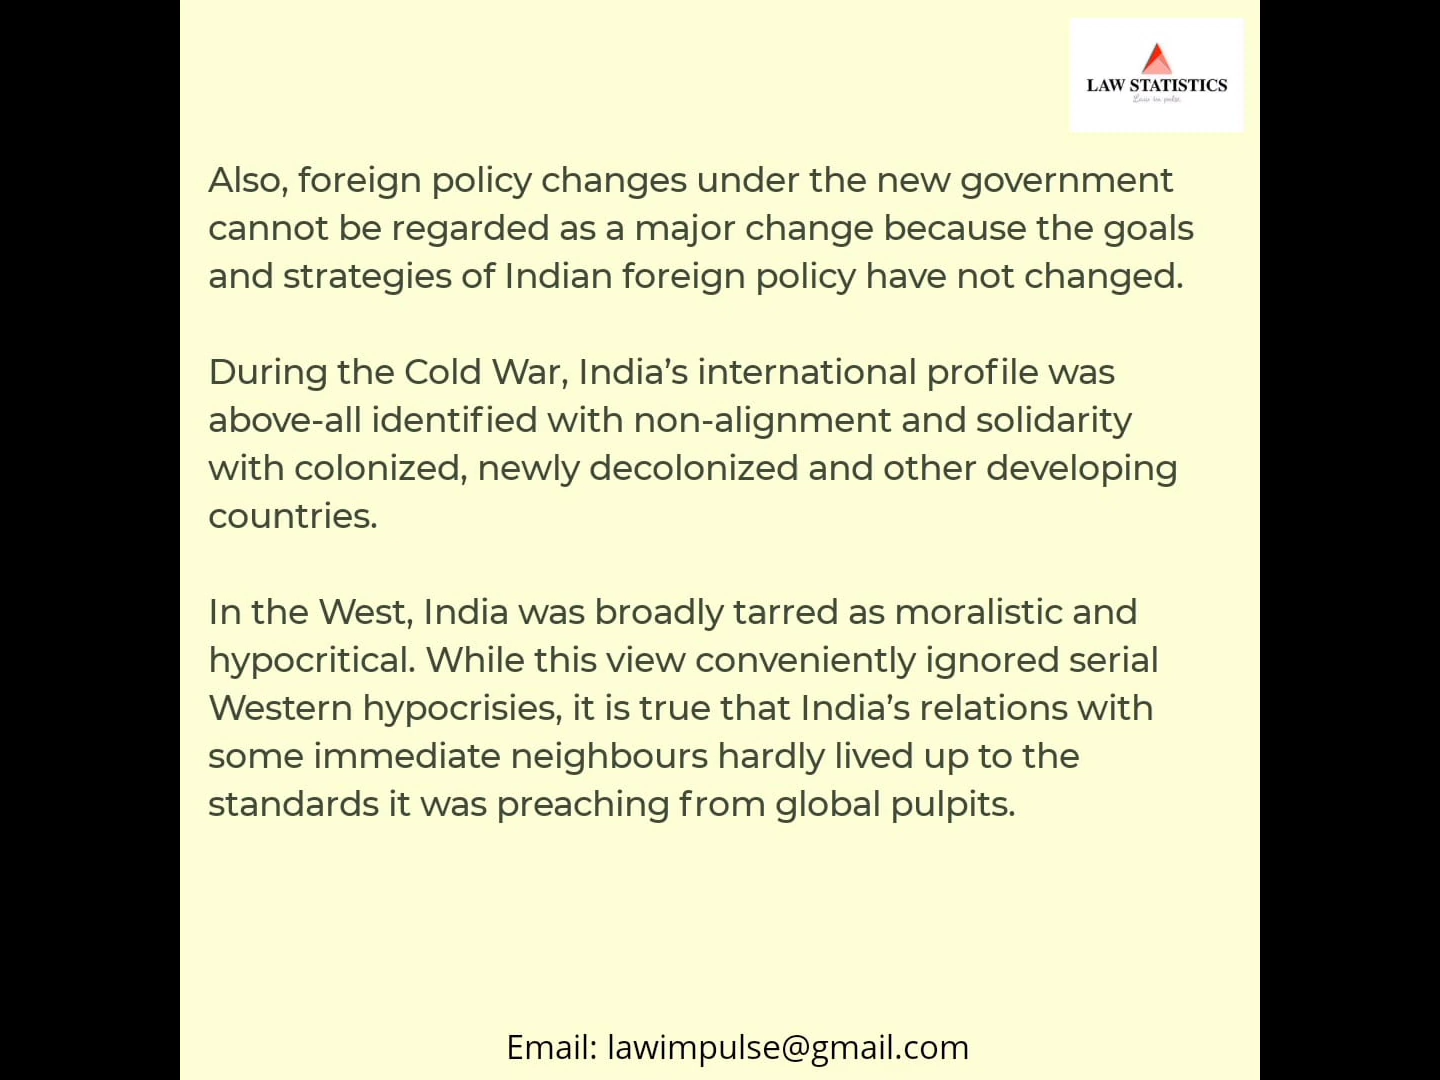 LAW STATISTICS
Also, foreign policy changes under the new government
cannot be regarded as a major change because the goals
and strategies of Indian foreign policy have not changed.
During the Cold War, India’s international profile was
above-all identified with non-alignment and solidarity
with colonized, newly decolonized and other developing
countries.
In the West, India was broadly tarred as moralistic and
hypocritical. While this view conveniently ignored serial
Western hypocrisies, it is true that India’s relations with
some immediate neighbours hardly lived up to the
standards it was preaching from global pulpits.
Email: lawimpulse@gmail.com